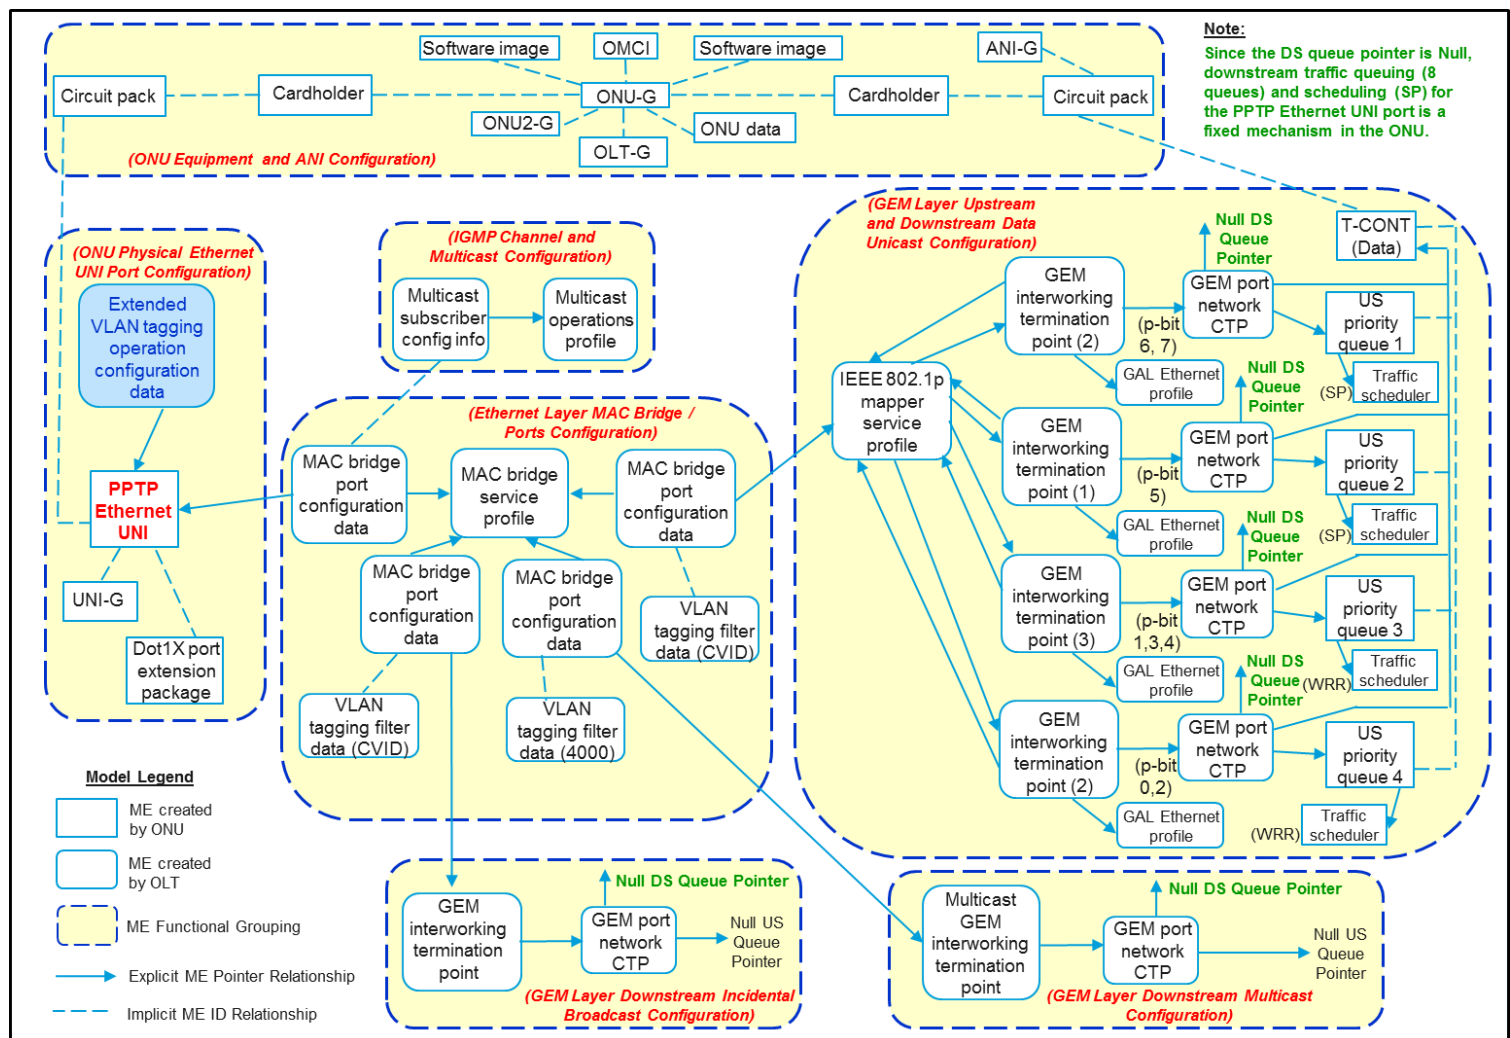 Software image
OMCI
Software image
ANI-G
Circuit pack
Cardholder
ONU-G
Cardholder
Circuit pack
ONU2-G
ONU data
OLT-G
(ONU Equipment and ANI Configuration)
Note:
Since the DS queue pointer is Null,
downstream traffic queuing (8
queues) and scheduling (SP) for
the PPTP Ethernet UNI port is a
fixed mechanism in the ONU.
(ONU Physical Ethernet
UNI Port Configuration)
Extended
VLAN tagging
operation
configuration
data
PPTP
Ethernet
UNI
UNI-G
Dot1X port
extension
package
(IGMP Channel and
Multicast Configuration)
Multicast
subscriber
config info
Multicast
operations
profile
(Ethernet Layer MAC Bridge /
Ports Configuration)
MAC bridge
port
configuration
data
MAC bridge
service
profile
MAC bridge
port
configuration
data
MAC bridge
port
configuration
data
MAC bridge
port
configuration
data
VLAN
tagging filter
data (CVID)
VLAN
tagging filter
data (CVID)
VLAN
tagging filter
data (4000)
(GEM Layer Upstream
and Downstream Data
Unicast Configuration)
Null DS
Queue
Pointer
T-CONT
(Data)
GEM
interworking
termination
point (2)
(p-bit
6, 7)
GEM port
network
CTP
US
priority
queue 1
GAL Ethernet
profile
Null DS
Queue
Pointer
(SP)
Traffic
scheduler
IEEE 802.1p
mapper
service
profile
GEM
interworking
termination
point (1)
(p-bit
5)
GEM port
network
CTP
US
priority
queue 2
GAL Ethernet
profile
Null DS
Queue
Pointer
(SP)
Traffic
scheduler
GEM
interworking
termination
point (3)
(p-bit
1,3,4)
GEM port
network
CTP
US
priority
queue 3
GAL Ethernet
profile
Null DS
Queue
Pointer
(WRR)
Traffic
scheduler
GEM
interworking
termination
point (2)
(p-bit
0,2)
GEM port
network
CTP
US
priority
queue 4
GAL Ethernet
profile
(WRR)
Traffic
scheduler
Model Legend
ME created
by ONU
ME created
by OLT
ME Functional Grouping
Explicit ME Pointer Relationship
Implicit ME ID Relationship
Null DS Queue Pointer
GEM
interworking
termination
point
GEM port
network
CTP
Null US
Queue
Pointer
(GEM Layer Downstream Incidental
Broadcast Configuration)
Null DS Queue Pointer
Multicast
GEM
interworking
termination
point
GEM port
network
CTP
Null US
Queue
Pointer
(GEM Layer Downstream Multicast
Configuration)